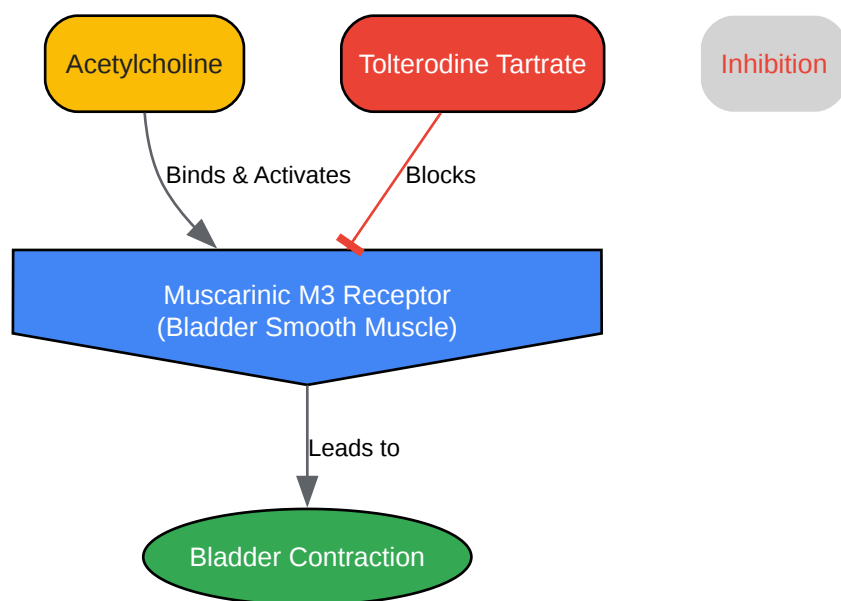 Acetylcholine
Tolterodine Tartrate
Inhibition
Binds & Activates
Blocks
Muscarinic M3 Receptor
(Bladder Smooth Muscle)
Leads to
Bladder Contraction